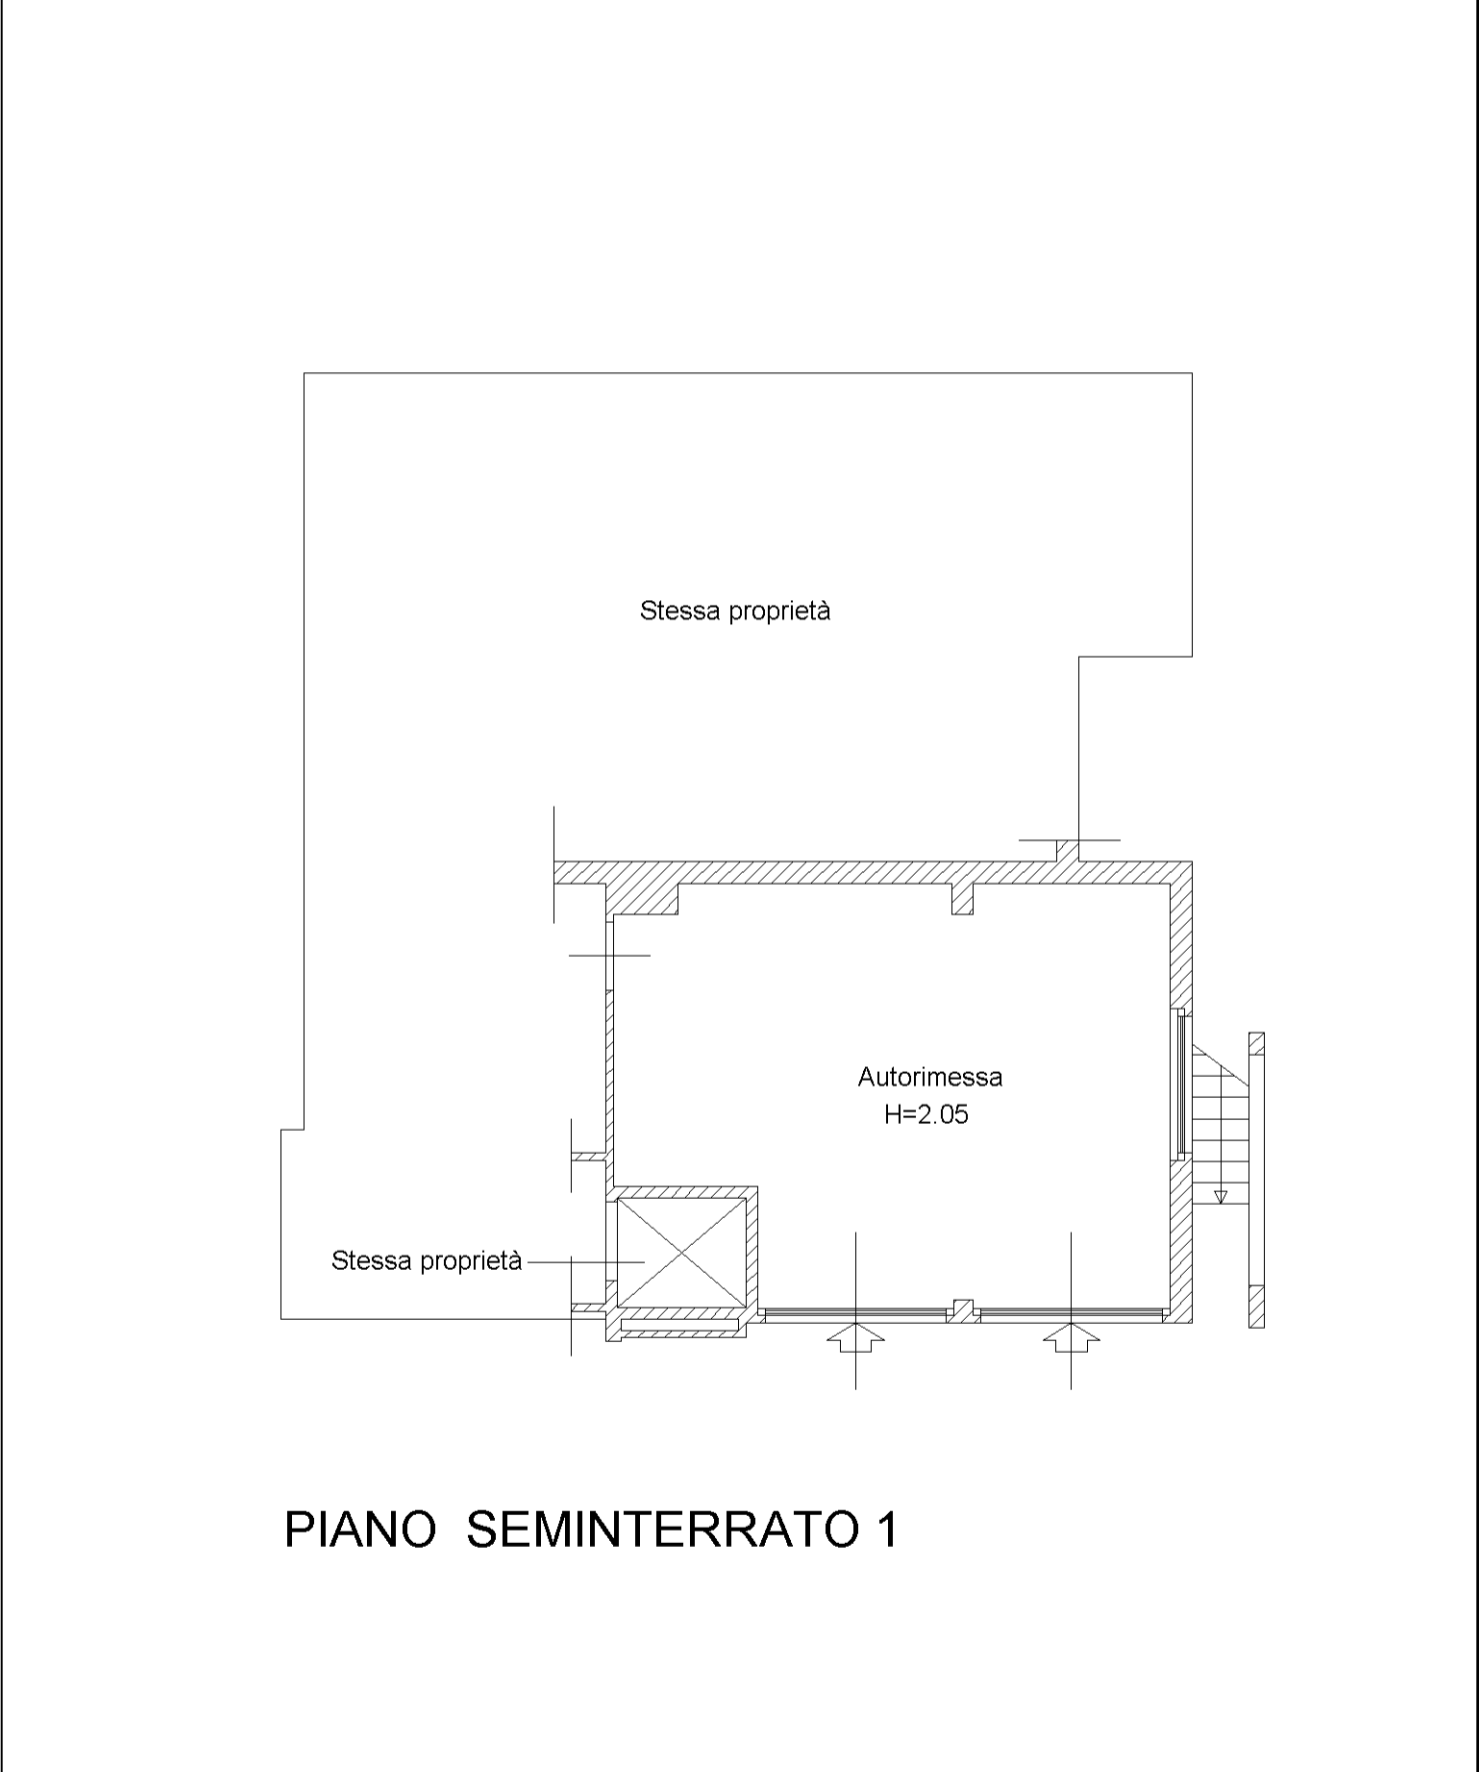 Stessa proprietà
Autorimessa
H=2.05
Stessa proprietà
PIANO SEMINTERRATO 1